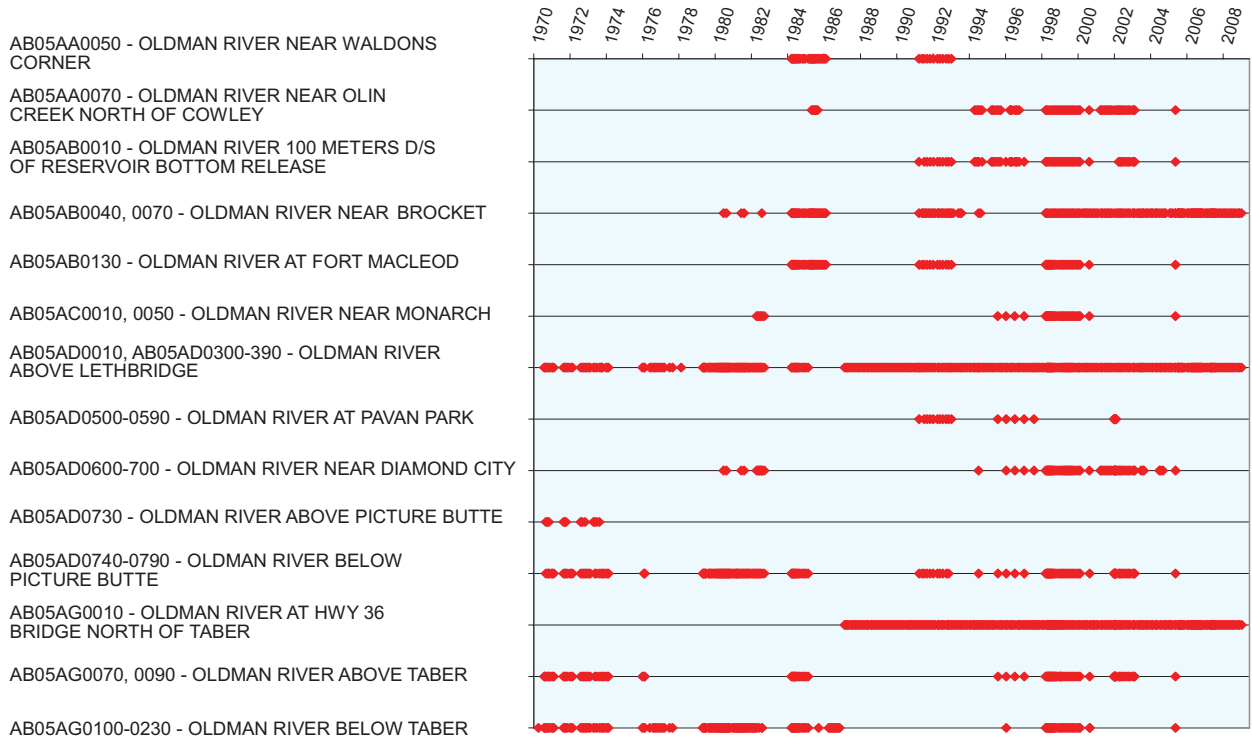 1970 1972 1974 1976 1978 1980 1982 1984 1986 1988 1990 1992 1994 1996 1998 2000 2002 2004 2006 2008
AB05AA0050 - OLDMAN RIVER NEAR WALDONS
CORNER
AB05AA0070 - OLDMAN RIVER NEAR OLIN
CREEK NORTH OF COWLEY
AB05AB0010 - OLDMAN RIVER 100 METERS D/S
OF RESERVOIR BOTTOM RELEASE
AB05AB0040, 0070 - OLDMAN RIVER NEAR BROCKET
AB05AB0130 - OLDMAN RIVER AT FORT MACLEOD
AB05AC0010, 0050 - OLDMAN RIVER NEAR MONARCH
AB05AD0010, AB05AD0300-390 - OLDMAN RIVER
ABOVE LETHBRIDGE
AB05AD0500-0590 - OLDMAN RIVER AT PAVAN PARK
AB05AD0600-700 - OLDMAN RIVER NEAR DIAMOND CITY
AB05AD0730 - OLDMAN RIVER ABOVE PICTURE BUTTE
AB05AD0740-0790 - OLDMAN RIVER BELOW
PICTURE BUTTE
AB05AG0010 - OLDMAN RIVER AT HWY 36
BRIDGE NORTH OF TABER
AB05AG0070, 0090 - OLDMAN RIVER ABOVE TABER
AB05AG0100-0230 - OLDMAN RIVER BELOW TABER